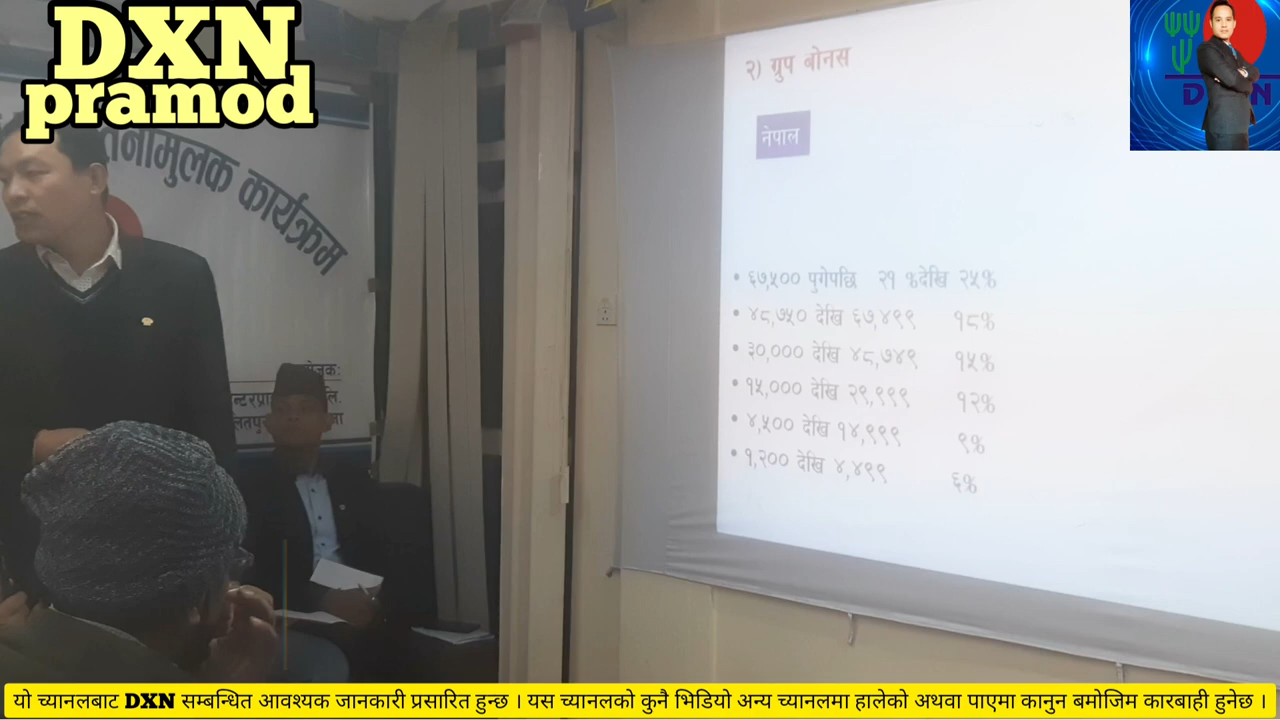 DXN
pramod
नामुलक कार्यक्रम
२) ग्रुप बोनस
नेपाल
• ६७,५०० पुगेपछि २१ %देखि २५%
• ४८,७५० देखि ६७,४९९ १८%
• ३०,००० देखि ४८,७४९ १५%
• १५,००० देखि २९,९९९ १२%
• ४,५०० देखि १४,९९९ ९%
• १,२०० देखि ४,४९९ ६%
यो च्यानलबाट DXN सम्बन्धित आवश्यक जानकारी प्रसारित हुन्छ । यस च्यानलको कुनै भिडियो अन्य च्यानलमा हालेको अथवा पाएमा कानुन बमोजिम कारबाही हुनेछ ।